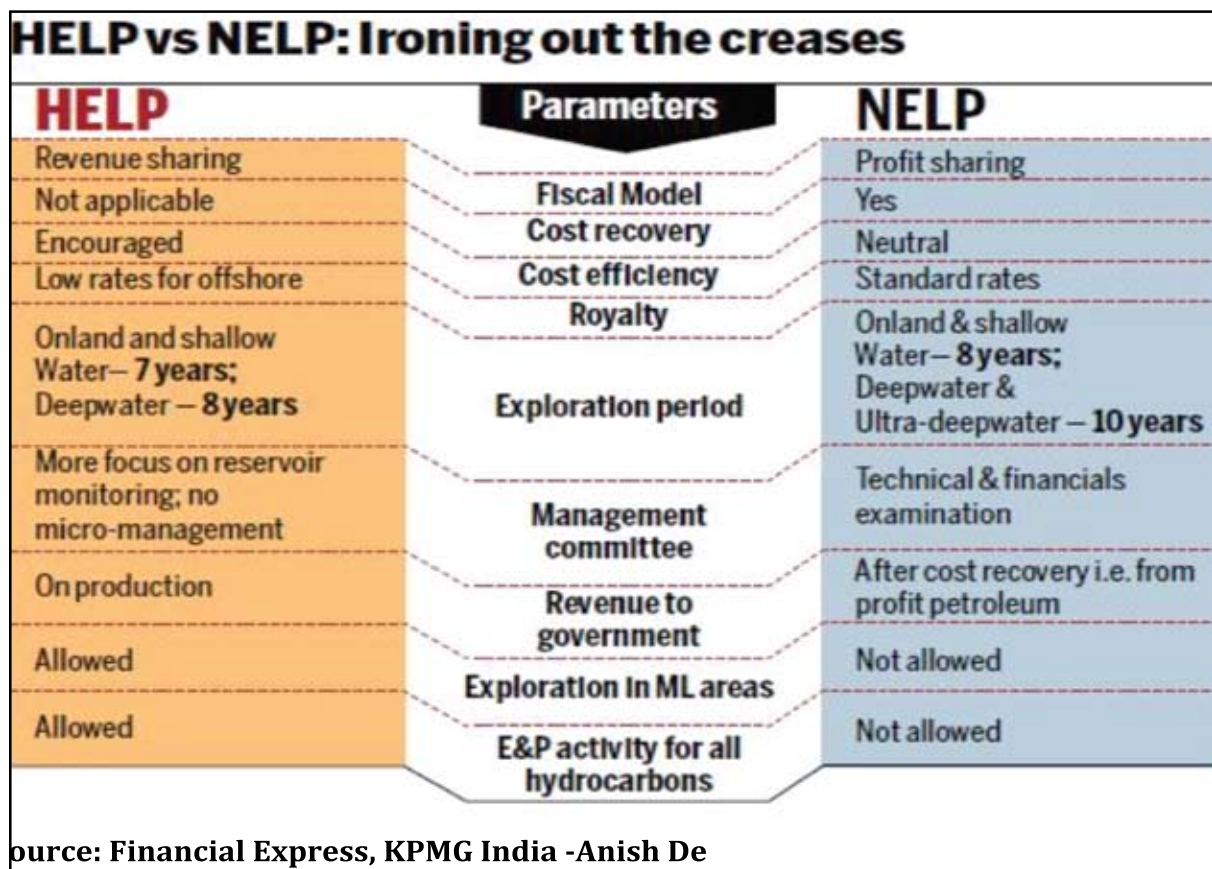 HELP vs NELP: Ironing out the creases
HELP
Parameters
NELP
Revenue sharing
Fiscal Model
Profit sharing
Not applicable
Cost recovery
Yes
Encouraged
Cost efficiency
Neutral
Low rates for offshore
Royalty
Standard rates
Onland and shallow
Water– 7 years;
Deepwater – 8 years
Exploration period
Onland & shallow
Water– 8 years;
Deepwater &
Ultra-deepwater – 10 years
More focus on reservoir
monitoring; no
micro-management
Management
committee
Technical & financials
examination
On production
Revenue to
government
After cost recovery i.e. from
profit petroleum
Allowed
Exploration in ML areas
Not allowed
Allowed
E&P activity for all
hydrocarbons
Not allowed
ource: Financial Express, KPMG India -Anish De